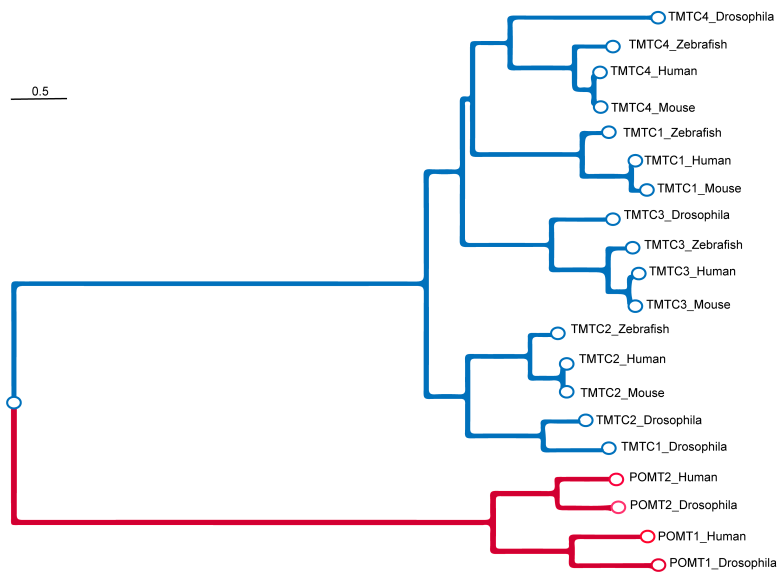 TMTC4_Drosophila
TMTC4_Zebrafish
TMTC4_Human
0.5
TMTC4_Mouse
TMTC1_Zebrafish
TMTC1_Human
TMTC1_Mouse
TMTC3_Drosophila
TMTC3_Zebrafish
TMTC3_Human
TMTC3_Mouse
TMTC2_Zebrafish
TMTC2_Human
TMTC2_Mouse
TMTC2_Drosophila
TMTC1_Drosophila
POMT2_Human
POMT2_Drosophila
POMT1_Human
POMT1_Drosophila